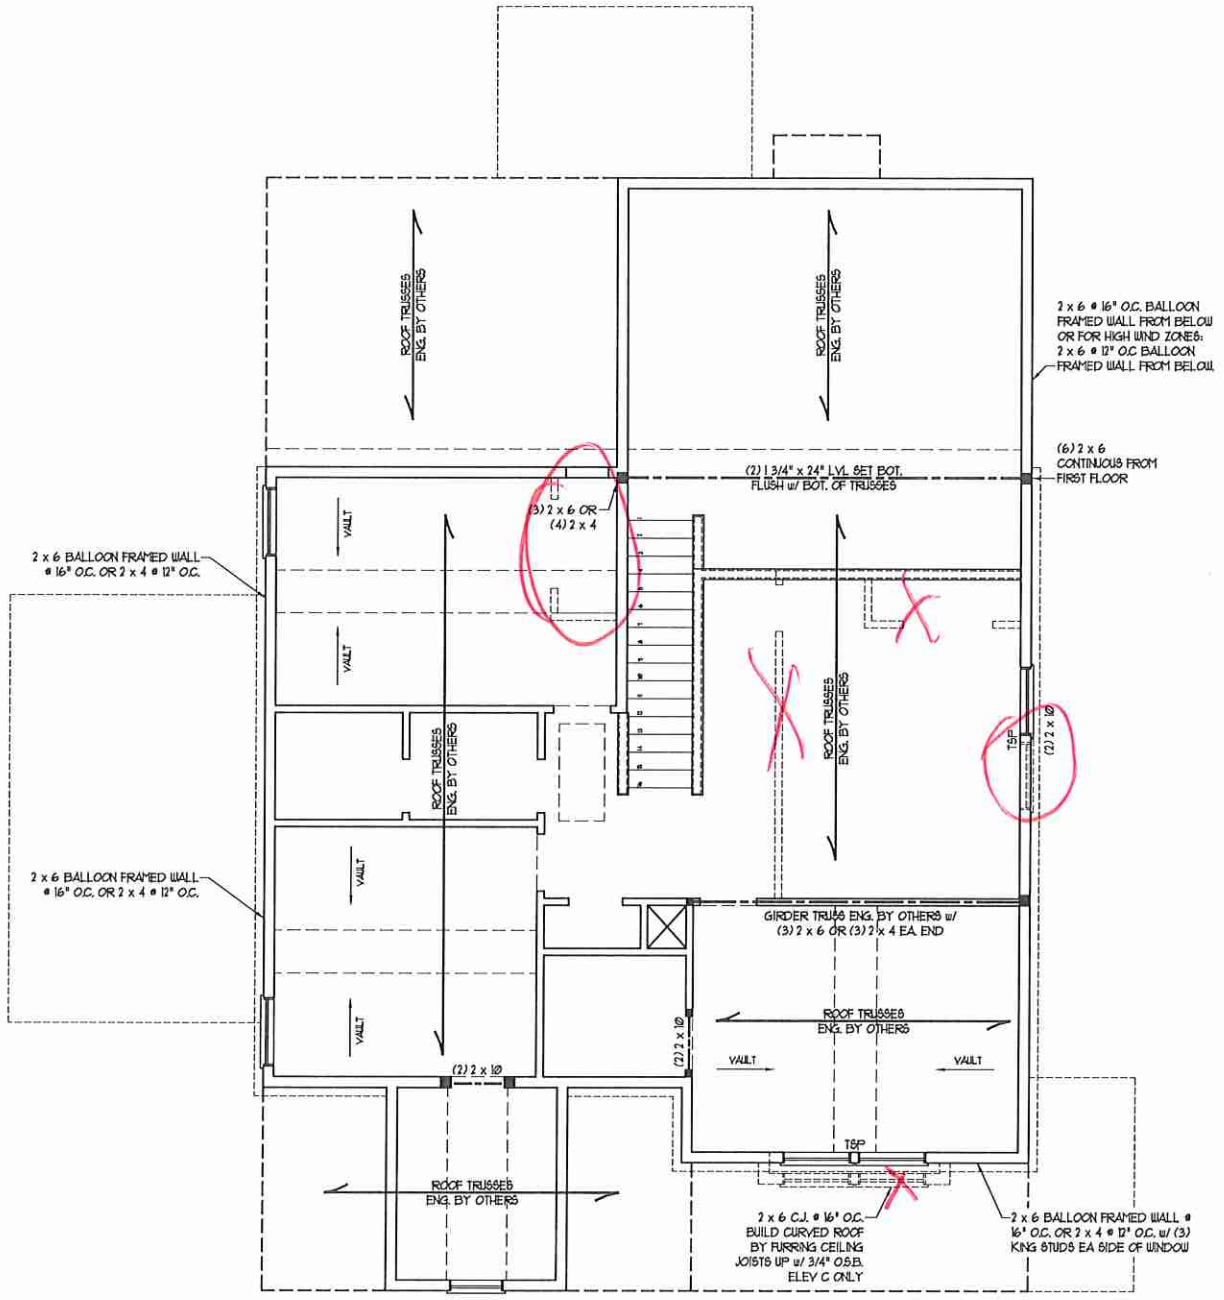 ROOF TRUSSES
ENG. BY OTHERS
ROOF TRUSSES
ENG. BY OTHERS
2 x 6 @ 16" O.C. BALLOON
FRAMED WALL FROM BELOW
OR FOR HIGH WIND ZONES:
2 x 6 @ 12" O.C. BALLOON
FRAMED WALL FROM BELOW.
(6) 2 x 6
CONTINUOUS FROM
FIRST FLOOR
(2) 1 3/4" x 24" LVL SET BOT.
FLUSH w/ BOT. OF TRUSSES
(3) 2 x 6 OR
(4) 2 x 4
VAULT
VAULT
2 x 6 BALLOON FRAMED WALL
@ 16" O.C. OR 2 x 4 @ 12" O.C.
ROOF TRUSSES
ENG. BY OTHERS
ROOF TRUSSES
ENG. BY OTHERS
TSP
(2) 2 x 10
2 x 6 BALLOON FRAMED WALL
@ 16" O.C. OR 2 x 4 @ 12" O.C.
VAULT
VAULT
GIRDER TRUSS ENG. BY OTHERS w/
(3) 2 x 6 OR (3) 2 x 4 EA. END
ROOF TRUSSES
ENG. BY OTHERS
VAULT
VAULT
(2) 2 x 10
(2) 2 x 10
TSP
ROOF TRUSSES
ENG. BY OTHERS
2 x 6 C.J. @ 16" O.C.
BUILD CURVED ROOF
BY FURRING CEILING
JOISTS UP w/ 3/4" O.S.B.
ELEV C ONLY
2 x 6 BALLOON FRAMED WALL @
16" O.C. OR 2 x 4 @ 12" O.C. w/ (3)
KING STUDS EA SIDE OF WINDOW